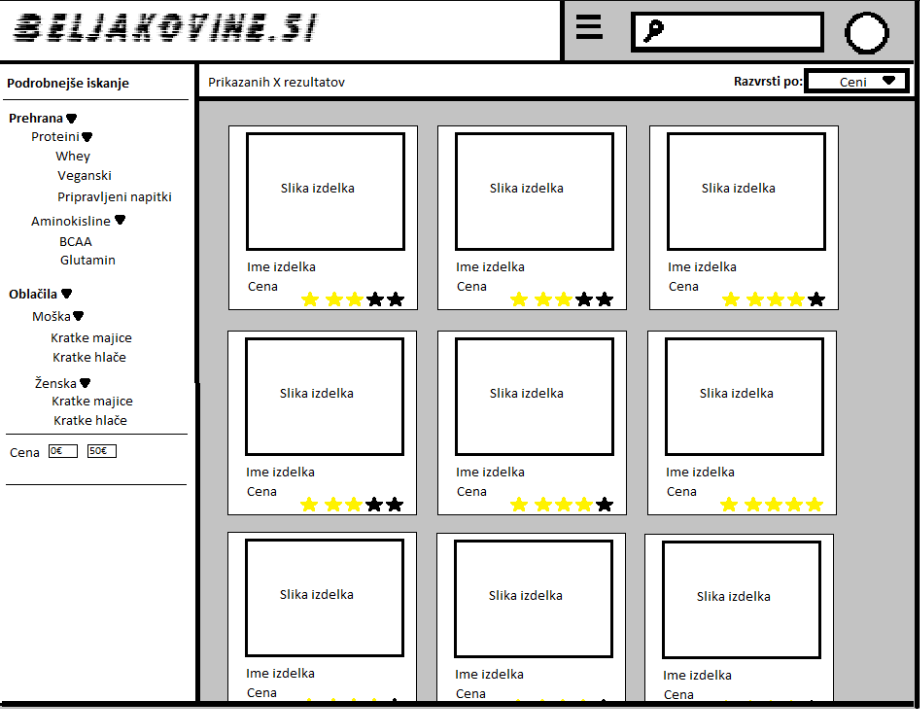 BELJAKOVINE.SI
Podrobnejše iskanje
Prikazanih X rezultatov
Razvrsti po:
Ceni
Prehrana
Proteini
Whey
Veganski
Pripravljeni napitki
Aminokisline
BCAA
Glutamin
Oblačila
Moška
Kratke majice
Kratke hlače
Ženska
Kratke majice
Kratke hlače
Cena 0€ 50€
Slika izdelka
Ime izdelka
Cena
Slika izdelka
Ime izdelka
Cena
Slika izdelka
Ime izdelka
Cena
Slika izdelka
Ime izdelka
Cena
Slika izdelka
Ime izdelka
Cena
Slika izdelka
Ime izdelka
Cena
Slika izdelka
Ime izdelka
Cena
Slika izdelka
Ime izdelka
Cena
Slika izdelka
Ime izdelka
Cena